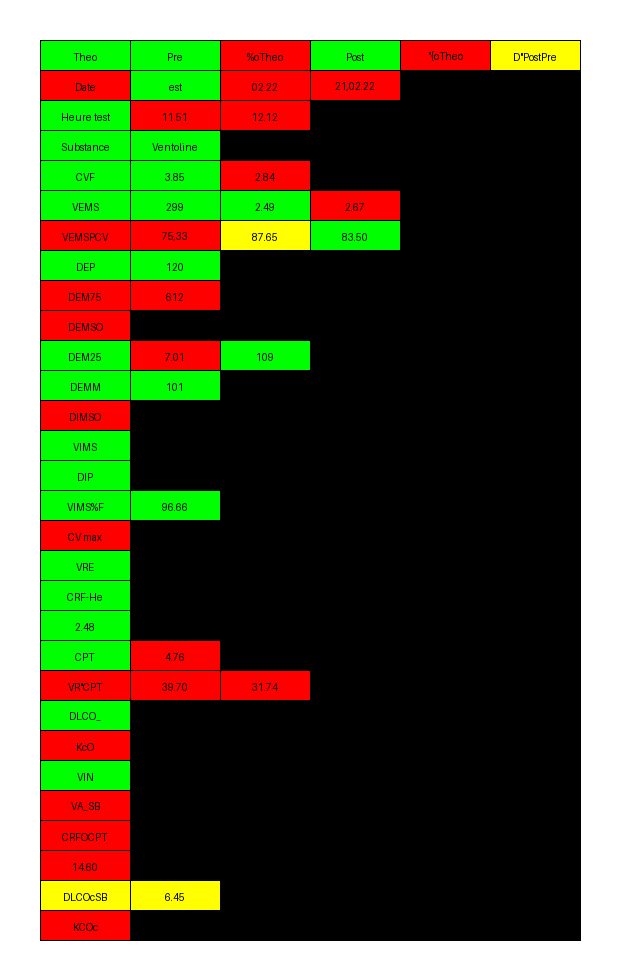 Theo Pre %oTheo Post "[oTheo D"PostPre
Date est 02.22 21,02.22
Heure test 11.51 12.12
Substance Ventoline
CVF 3.85 2.84
VEMS 299 2.49 2.67
VEMSPCV 75,33 87.65 83.50
DEP 120
DEM75 612
DEMSO
DEM25 7.01 109
DEMM 101
DIMSO
VIMS
DIP
VIMS%F 96.66
CV max
VRE
CRF-He
2.48
CPT 4.76
VR"CPT 39.70 31.74
DLCO_
KcO
VIN
VA_SB
CRFOCPT
14.60
DLCOcSB 6.45
KCOc